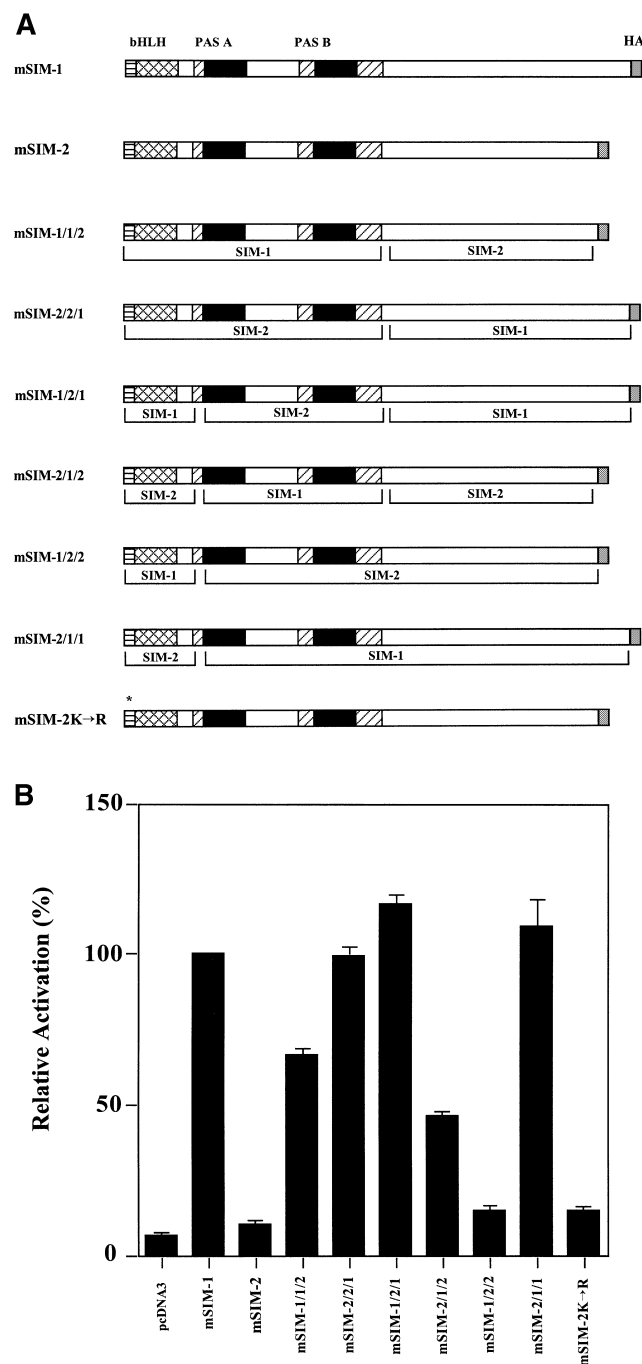 A
bHLH PAS A PAS B HA
mSIM-1
mSIM-2
mSIM-1/1/2
SIM-1 SIM-2
mSIM-2/2/1
SIM-2 SIM-1
mSIM-1/2/1
SIM-1 SIM-2 SIM-1
mSIM-2/1/2
SIM-2 SIM-1 SIM-2
mSIM-1/2/2
SIM-1 SIM-2
mSIM-2/1/1
SIM-2 SIM-1
*
mSIM-2K→R
B
150
100
50
0
Relative Activation (%)
pcDNA3
mSIM-1
mSIM-2
mSIM-1/1/2
mSIM-2/2/1
mSIM-1/2/1
mSIM-2/1/2
mSIM-1/2/2
mSIM-2/1/1
mSIM-2K→R